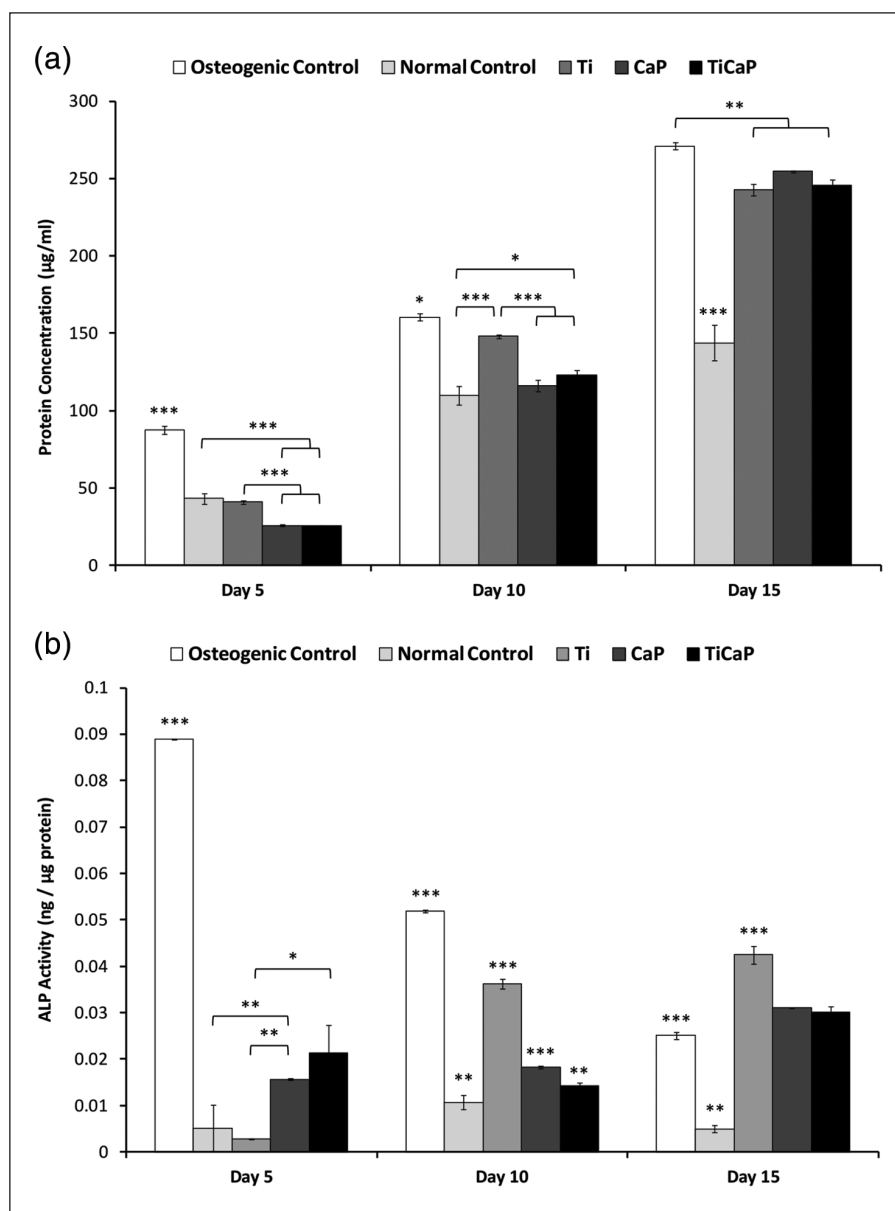 (a)
Osteogenic Control Normal Control Ti CaP TiCaP
Protein Concentration (µg/ml)
300
250
200
150
100
50
0
**
*
* *** ***
***
*** ***
***
Day 5 Day 10 Day 15
(b)
Osteogenic Control Normal Control Ti CaP TiCaP
ALP Activity (ng / µg protein)
0.1
0.09
0.08
0.07
0.06
0.05
0.04
0.03
0.02
0.01
0
***
***
*** ***
*
** *** ***
** ** ** **
Day 5 Day 10 Day 15